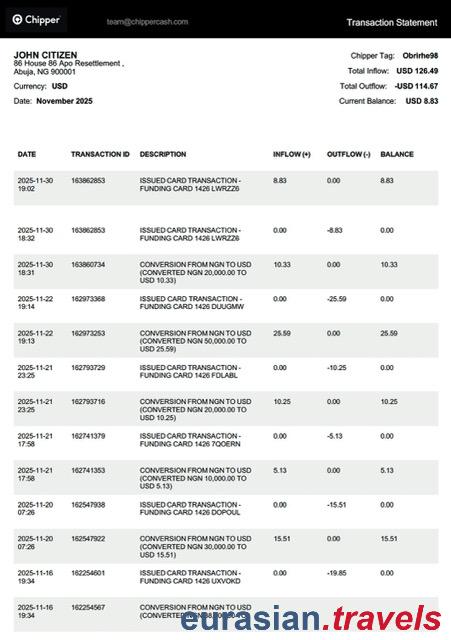 Chipper
team@chippercash.com
Transaction Statement
JOHN CITIZEN
86 House 86 Apo Resettlement ,
Abuja, NG 900001
Currency: USD
Date: November 2025
Chipper Tag: Obrirhe98
Total Inflow: USD 126.49
Total Outflow: -USD 114.67
Current Balance: USD 8.83
DATE TRANSACTION ID DESCRIPTION INFLOW (+) OUTFLOW (-) BALANCE
2025-11-30 163862853 ISSUED CARD TRANSACTION - 8.83 0.00 8.83
19:02 FUNDING CARD 1426 LWRZZ6
2025-11-30 163862853 ISSUED CARD TRANSACTION - 0.00 -8.83 0.00
18:32 FUNDING CARD 1426 LWRZZ6
2025-11-30 163860734 CONVERSION FROM NGN TO USD 10.33 0.00 10.33
18:31 (CONVERTED NGN 20,000.00 TO
USD 10.33)
2025-11-22 162973368 ISSUED CARD TRANSACTION - 0.00 -25.59 0.00
19:14 FUNDING CARD 1426 DUUGMW
2025-11-22 162973253 CONVERSION FROM NGN TO USD 25.59 0.00 25.59
19:13 (CONVERTED NGN 50,000.00 TO
USD 25.59)
2025-11-21 162793729 ISSUED CARD TRANSACTION - 0.00 -10.25 0.00
23:25 FUNDING CARD 1426 FDLABL
2025-11-21 162793716 CONVERSION FROM NGN TO USD 10.25 0.00 10.25
23:25 (CONVERTED NGN 20,000.00 TO
USD 10.25)
2025-11-21 162741379 ISSUED CARD TRANSACTION - 0.00 -5.13 0.00
17:58 FUNDING CARD 1426 7QOERN
2025-11-21 162741353 CONVERSION FROM NGN TO USD 5.13 0.00 5.13
17:58 (CONVERTED NGN 10,000.00 TO
USD 5.13)
2025-11-20 162547938 ISSUED CARD TRANSACTION - 0.00 -15.51 0.00
07:26 FUNDING CARD 1426 DOPOUL
2025-11-20 162547922 CONVERSION FROM NGN TO USD 15.51 0.00 15.51
07:26 (CONVERTED NGN 30,000.00 TO
USD 15.51)
2025-11-16 162254601 ISSUED CARD TRANSACTION - 0.00 -19.85 0.00
19:34 FUNDING CARD 1426 UXVOKD
2025-11-16 162254567 CONVERSION FROM NGN TO USD
19:34
eurasian.travels